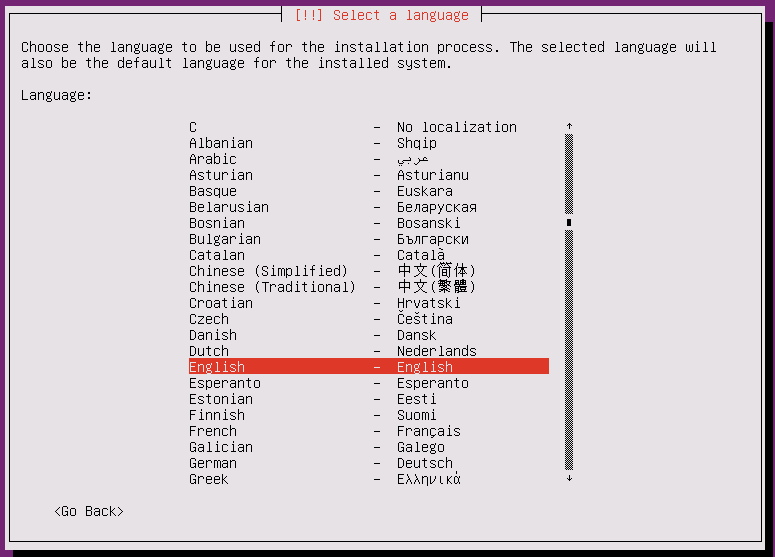 [!!] Select a language
Choose the language to be used for the installation process. The selected language will
also be the default language for the installed system.
Language:
C - No localization
Albanian - Shqip
Arabic - عربي
Asturian - Asturianu
Basque - Euskara
Belarusian - Беларуская
Bosnian - Bosanski
Bulgarian - Български
Catalan - Català
Chinese (Simplified) - 中文(简体)
Chinese (Traditional) - 中文(繁體)
Croatian - Hrvatski
Czech - Čeština
Danish - Dansk
Dutch - Nederlands
English - English
Esperanto - Esperanto
Estonian - Eesti
Finnish - Suomi
French - Français
Galician - Galego
German - Deutsch
Greek - Ελληνικά
<Go Back>